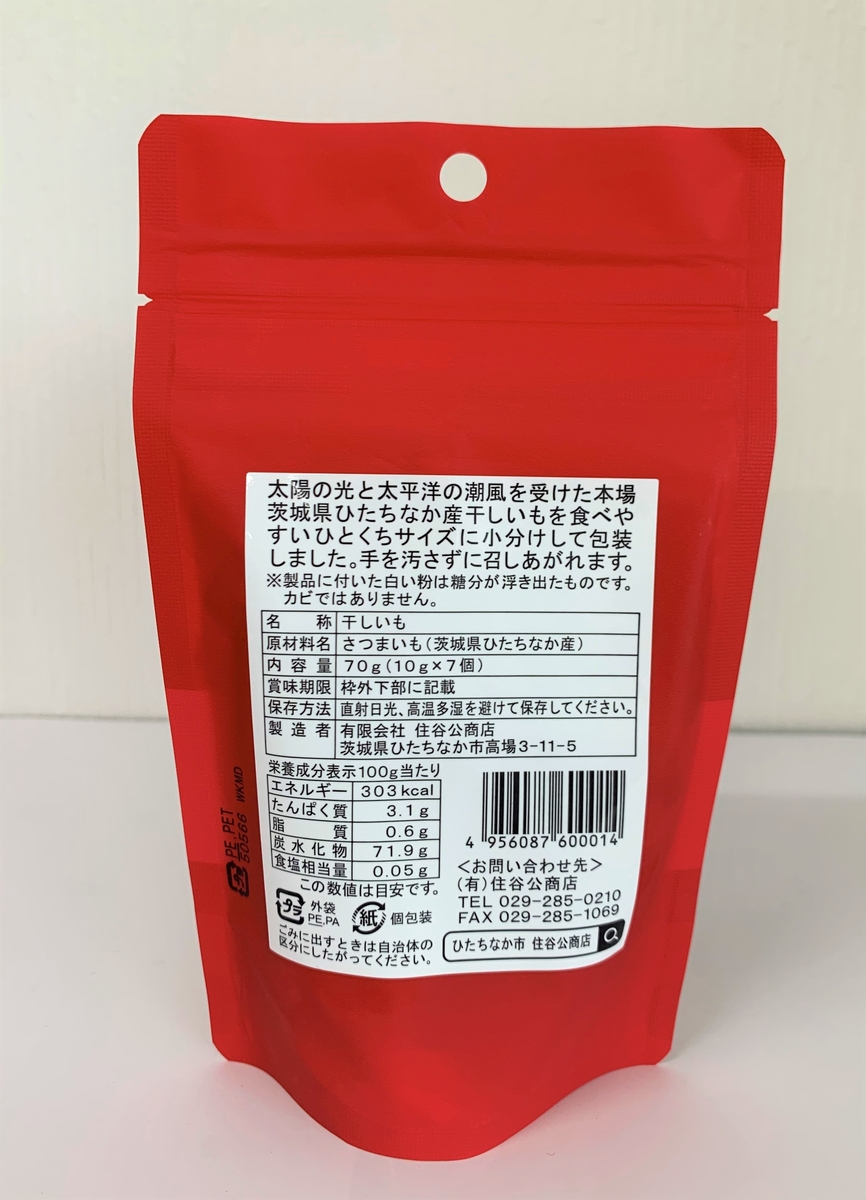 太陽の光と太平洋の潮風を受けた本場
茨城県ひたちなか産干しいもを食べや
すいひとくちサイズに小分けして包装
しました。手を汚さずに召しあがれます。
※製品に付いた白い粉は糖分が浮き出たものです。
カビではありません。
名称 干しいも
原材料名 さつまいも（茨城県ひたちなか産）
内容量 70g（10g×7個）
賞味期限 枠外下部に記載
保存方法 直射日光、高温多湿を避けて保存してください。
製造者 有限会社 住谷公商店
茨城県ひたちなか市高場3-11-5
栄養成分表示100g当たり
エネルギー 303kcal
たんぱく質 3.1g
脂質 0.6g
炭水化物 71.9g
食塩相当量 0.05g
この数値は目安です。
プラ 外袋
PE,PA
紙 個包装
ごみに出すときは自治体の
区分にしたがってください。
4 956087 600014
＜お問い合わせ先＞
（有）住谷公商店
TEL 029-285-0210
FAX 029-285-1069
ひたちなか市 住谷公商店
プラ PE,PET
50566 WKMD